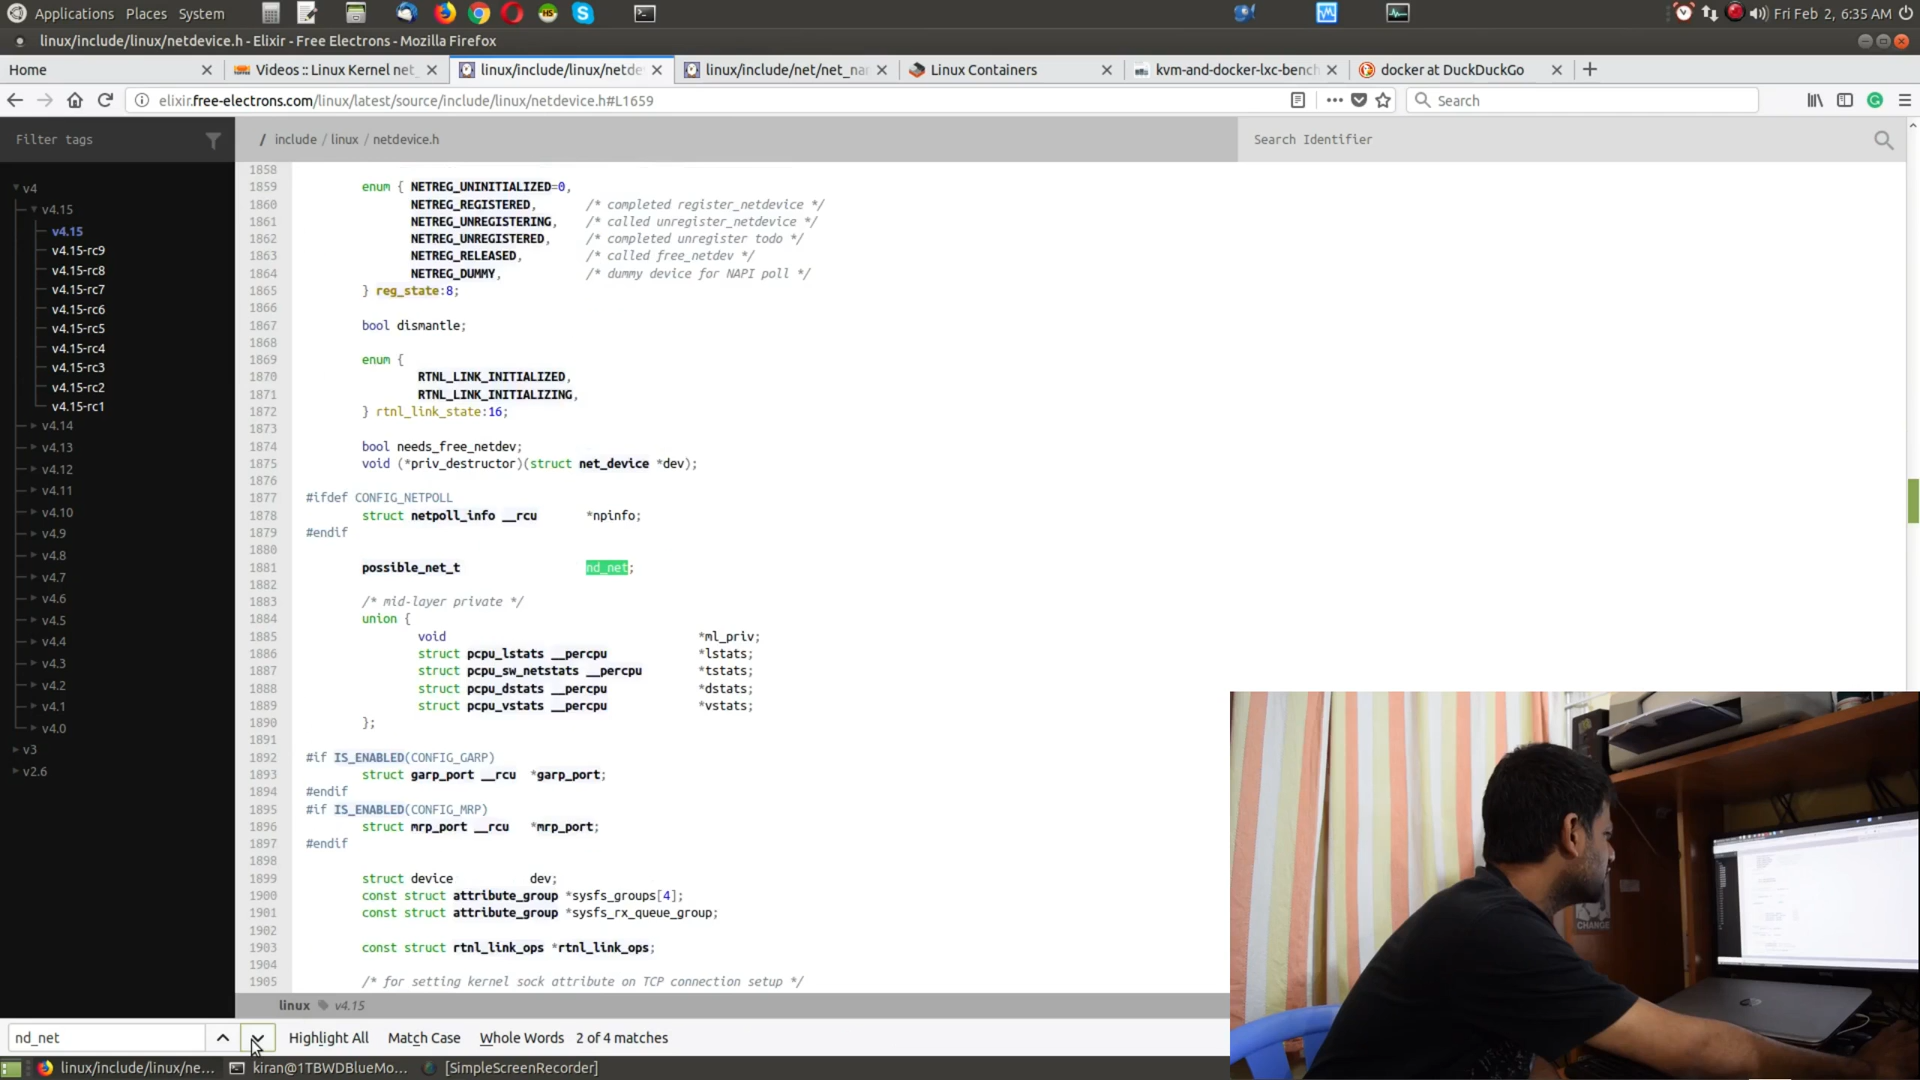 Applications Places System
Fri Feb 2, 6:35 AM
linux/include/linux/netdevice.h - Elixir - Free Electrons - Mozilla Firefox
Home
Videos :: Linux Kernel net
linux/include/linux/netde
linux/include/net/net_na
Linux Containers
kvm-and-docker-lxc-bench
docker at DuckDuckGo
elixir.free-electrons.com/linux/latest/source/include/linux/netdevice.h#L1659
Search
Filter tags
/ include / linux / netdevice.h
Search Identifier
v4
v4.15
v4.15
v4.15-rc9
v4.15-rc8
v4.15-rc7
v4.15-rc6
v4.15-rc5
v4.15-rc4
v4.15-rc3
v4.15-rc2
v4.15-rc1
v4.14
v4.13
v4.12
v4.11
v4.10
v4.9
v4.8
v4.7
v4.6
v4.5
v4.4
v4.3
v4.2
v4.1
v4.0
v3
v2.6
1858
1859 enum { NETREG_UNINITIALIZED=0,
1860 NETREG_REGISTERED, /* completed register_netdevice */
1861 NETREG_UNREGISTERING, /* called unregister_netdevice */
1862 NETREG_UNREGISTERED, /* completed unregister todo */
1863 NETREG_RELEASED, /* called free_netdev */
1864 NETREG_DUMMY, /* dummy device for NAPI poll */
1865 } reg_state:8;
1866
1867 bool dismantle;
1868
1869 enum {
1870 RTNL_LINK_INITIALIZED,
1871 RTNL_LINK_INITIALIZING,
1872 } rtnl_link_state:16;
1873
1874 bool needs_free_netdev;
1875 void (*priv_destructor)(struct net_device *dev);
1876
1877 #ifdef CONFIG_NETPOLL
1878 struct netpoll_info __rcu *npinfo;
1879 #endif
1880
1881 possible_net_t nd_net;
1882
1883 /* mid-layer private */
1884 union {
1885 void *ml_priv;
1886 struct pcpu_lstats __percpu *lstats;
1887 struct pcpu_sw_netstats __percpu *tstats;
1888 struct pcpu_dstats __percpu *dstats;
1889 struct pcpu_vstats __percpu *vstats;
1890 };
1891
1892 #if IS_ENABLED(CONFIG_GARP)
1893 struct garp_port __rcu *garp_port;
1894 #endif
1895 #if IS_ENABLED(CONFIG_MRP)
1896 struct mrp_port __rcu *mrp_port;
1897 #endif
1898
1899 struct device dev;
1900 const struct attribute_group *sysfs_groups[4];
1901 const struct attribute_group *sysfs_rx_queue_group;
1902
1903 const struct rtnl_link_ops *rtnl_link_ops;
1904
1905 /* for setting kernel sock attribute on TCP connection setup */
linux v4.15
CHANGE
nd_net
Highlight All Match Case Whole Words 2 of 4 matches
linux/include/linux/ne...
kiran@1TBWDBlueMo...
[SimpleScreenRecorder]